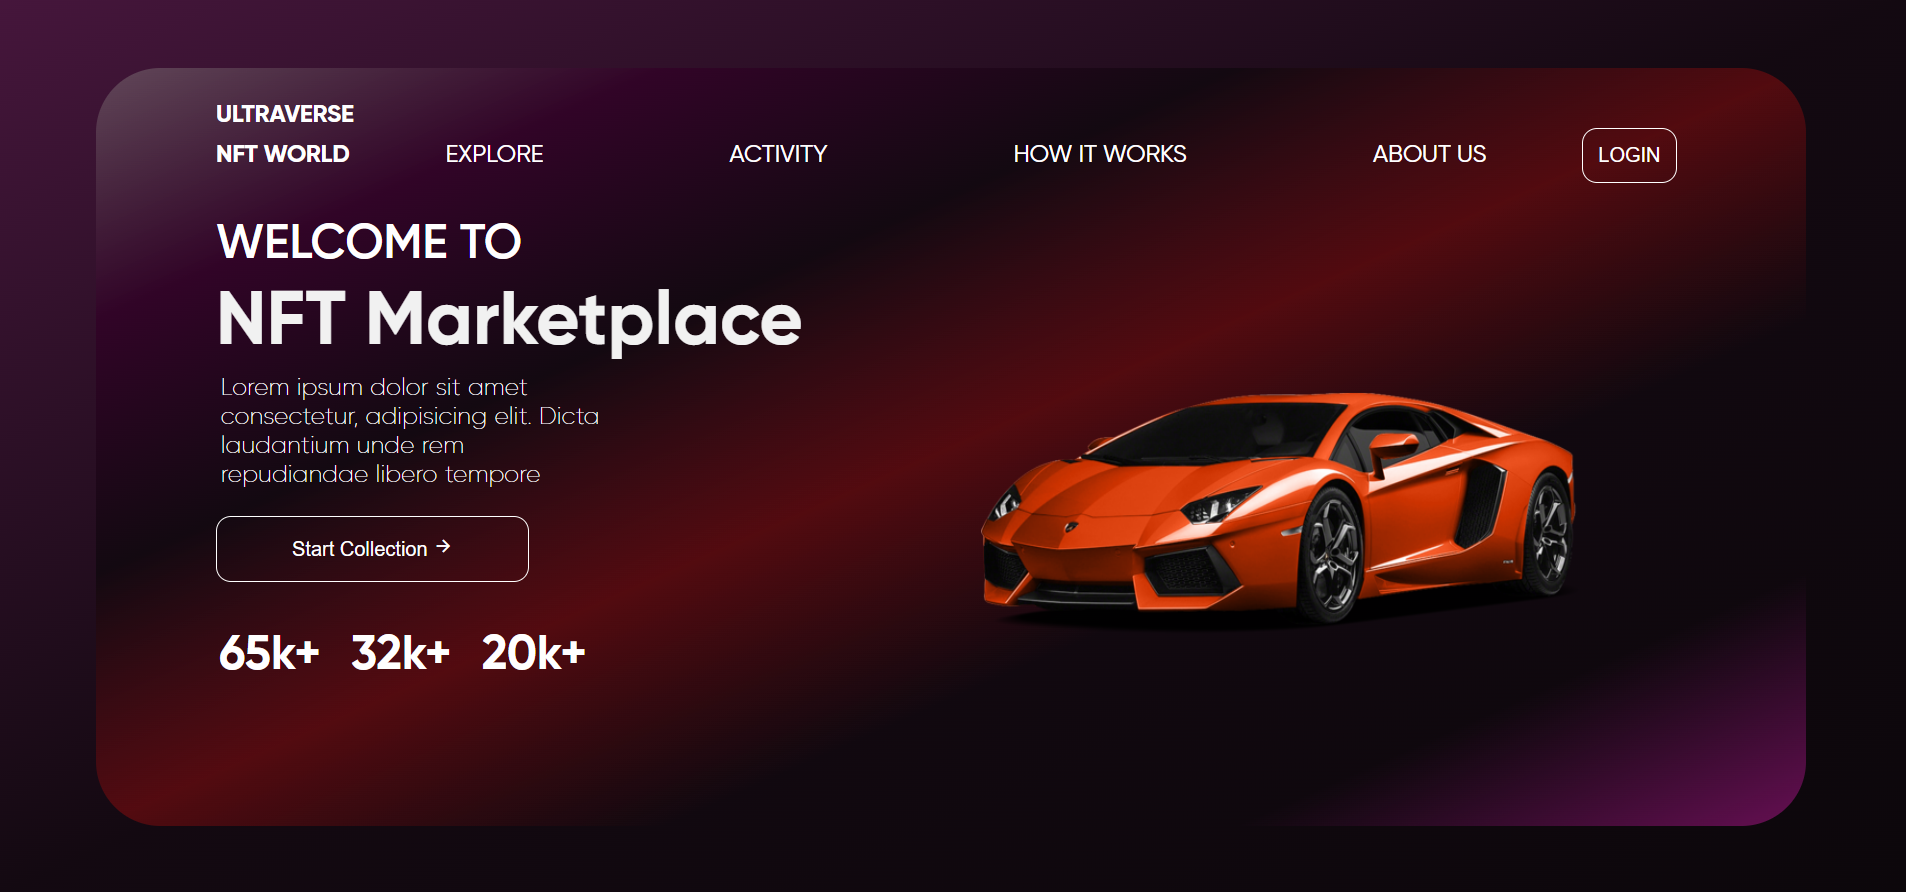 ULTRAVERSE
NFT WORLD
EXPLORE
ACTIVITY
HOW IT WORKS
ABOUT US
LOGIN
WELCOME TO
NFT Marketplace
Lorem ipsum dolor sit amet
consectetur, adipisicing elit. Dicta
laudantium unde rem
repudiandae libero tempore
Start Collection →
65k+ 32k+ 20k+